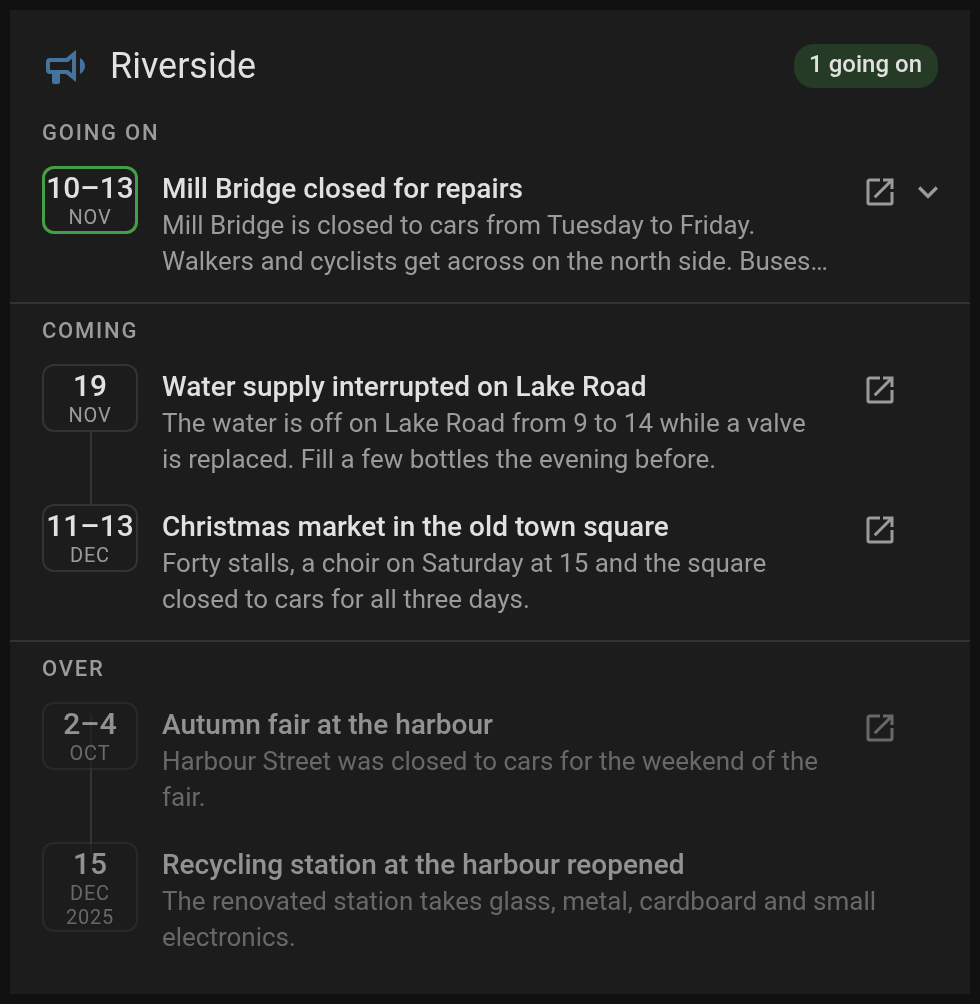 Riverside
1 going on
GOING ON
10–13
NOV
Mill Bridge closed for repairs
Mill Bridge is closed to cars from Tuesday to Friday.
Walkers and cyclists get across on the north side. Buses…
COMING
19
NOV
Water supply interrupted on Lake Road
The water is off on Lake Road from 9 to 14 while a valve
is replaced. Fill a few bottles the evening before.
11–13
DEC
Christmas market in the old town square
Forty stalls, a choir on Saturday at 15 and the square
closed to cars for all three days.
OVER
2–4
OCT
Autumn fair at the harbour
Harbour Street was closed to cars for the weekend of the
fair.
15
DEC
2025
Recycling station at the harbour reopened
The renovated station takes glass, metal, cardboard and small
electronics.